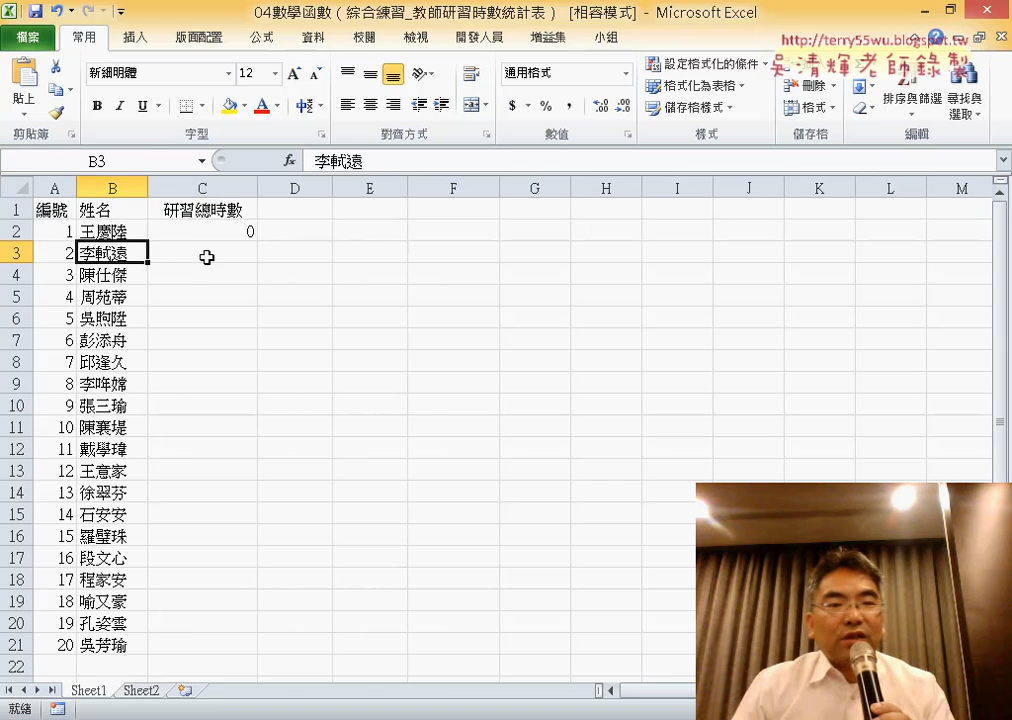 04數學函數（綜合練習_教師研習時數統計表） [相容模式] - Microsoft Excel
檔案 常用 插入 版面配置 公式 資料 校閱 檢視 開發人員 增益集 小組
http://terry55wu.blogspot.tw
吳清輝老師錄製
貼上 新細明體 12 通用格式 設定格式化的條件 格式化為表格 儲存格樣式 刪除 格式 排序與篩選 尋找與選取
剪貼簿 字型 對齊方式 數值 樣式 儲存格 編輯
B3 fx 李軾遠
A B C D E F G H I J K L M
1 編號 姓名 研習總時數
2 1 王慶陸 0
3 2 李軾遠
4 3 陳仕傑
5 4 周苑蒂
6 5 吳煦陞
7 6 彭添舟
8 7 邱逢久
9 8 李哖嫦
10 9 張三瑜
11 10 陳襄堤
12 11 戴學瑋
13 12 王意家
14 13 徐翠芬
15 14 石安安
16 15 羅璧珠
17 16 段文心
18 17 程家安
19 18 喻又豪
20 19 孔姿雲
21 20 吳芳瑜
22
Sheet1 Sheet2
就緒